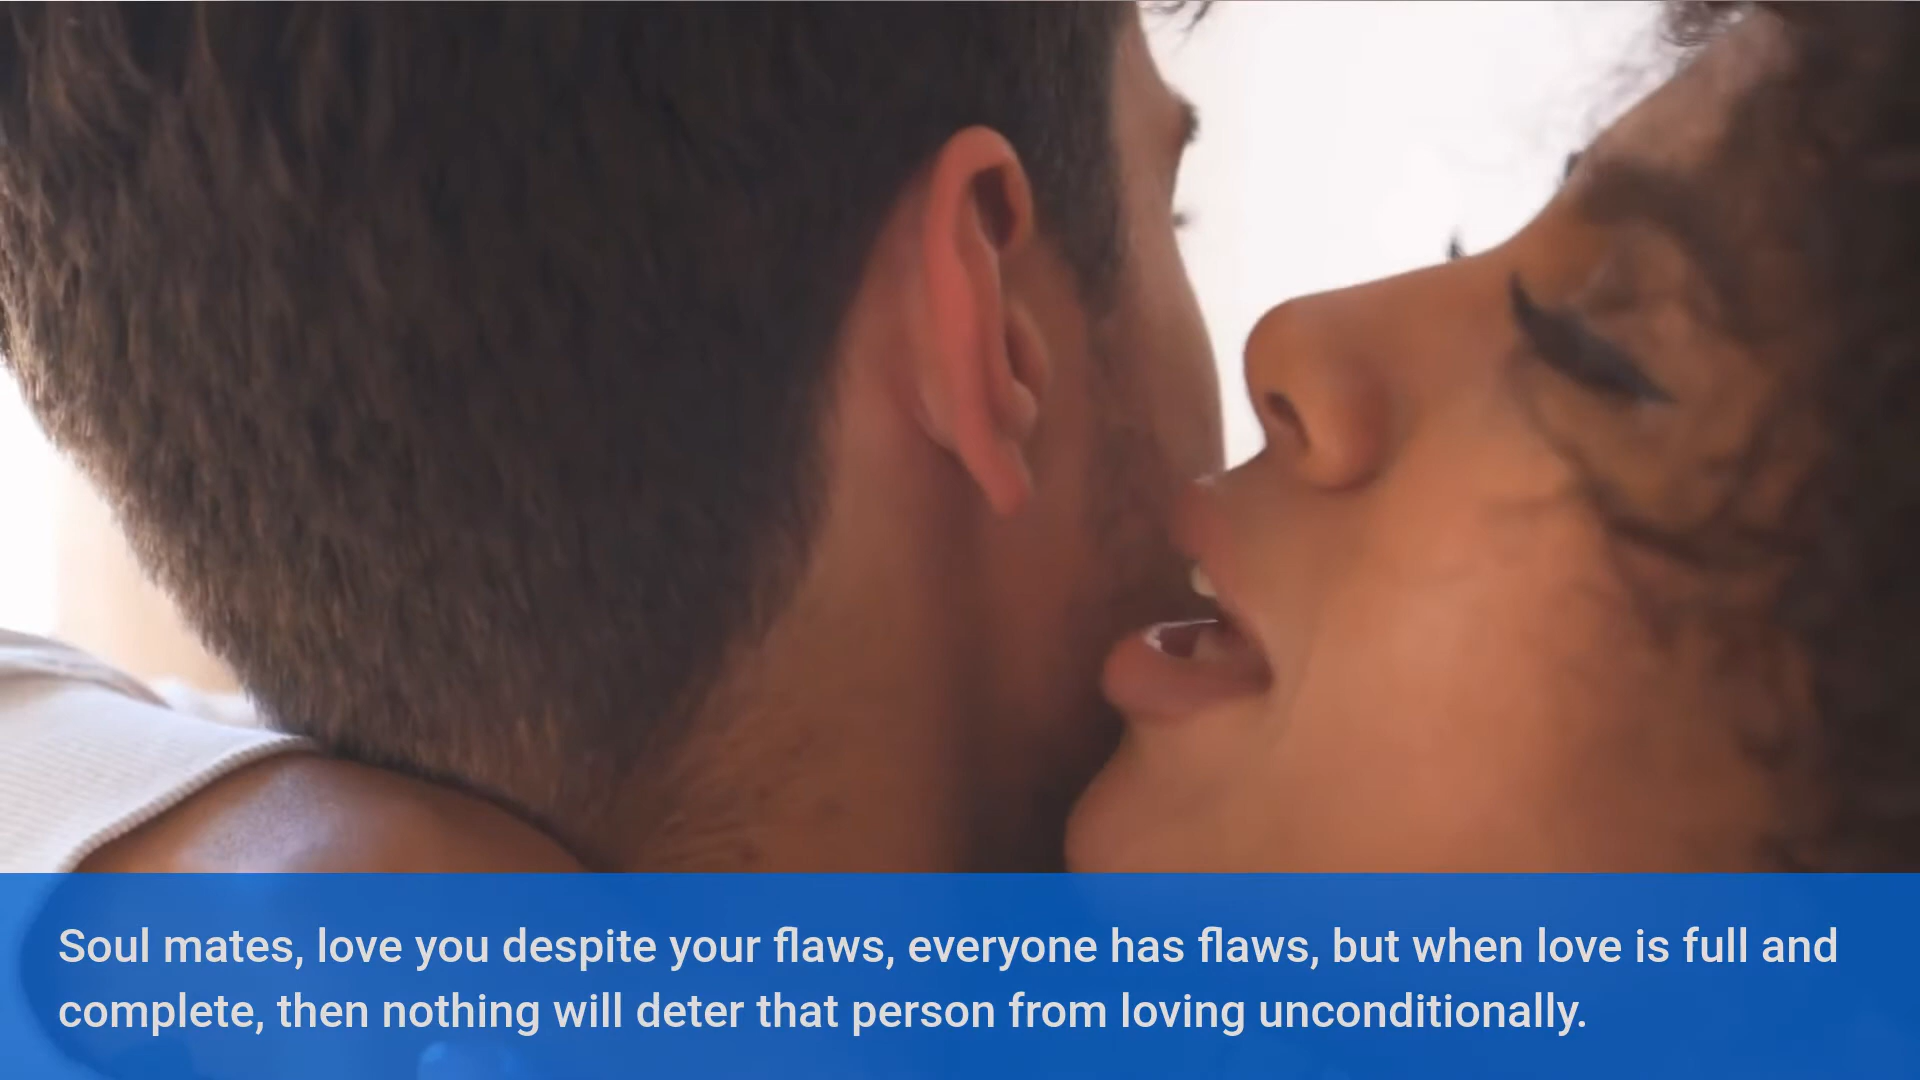 Soul mates, love you despite your flaws, everyone has flaws, but when love is full and
complete, then nothing will deter that person from loving unconditionally.